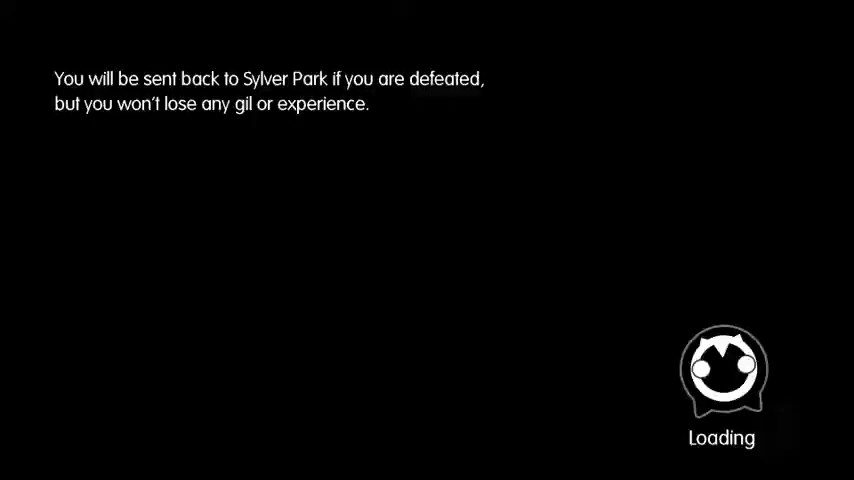 You will be sent back to Sylver Park if you are defeated,
but you won't lose any gil or experience.
Loading